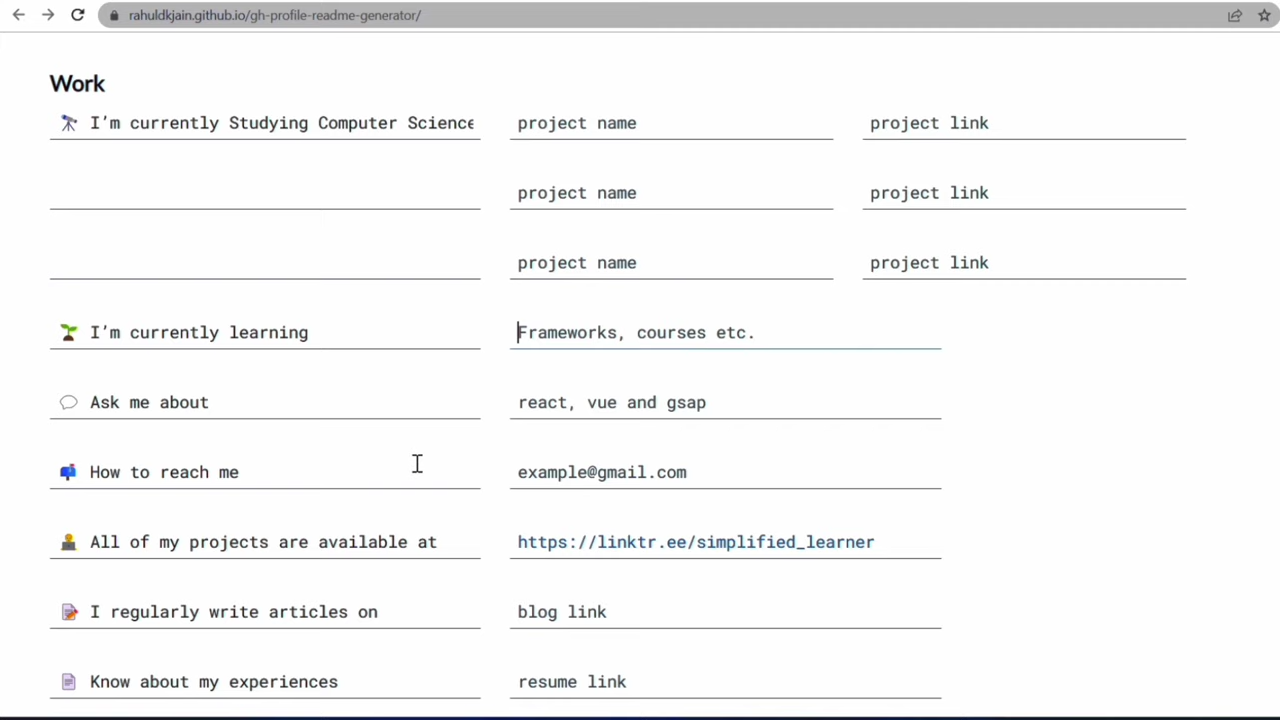 rahuldkjain.github.io/gh-profile-readme-generator/
Work
I'm currently Studying Computer Science project name project link
project name project link
project name project link
I'm currently learning Frameworks, courses etc.
Ask me about react, vue and gsap
How to reach me example@gmail.com
All of my projects are available at https://linktr.ee/simplified_learner
I regularly write articles on blog link
Know about my experiences resume link